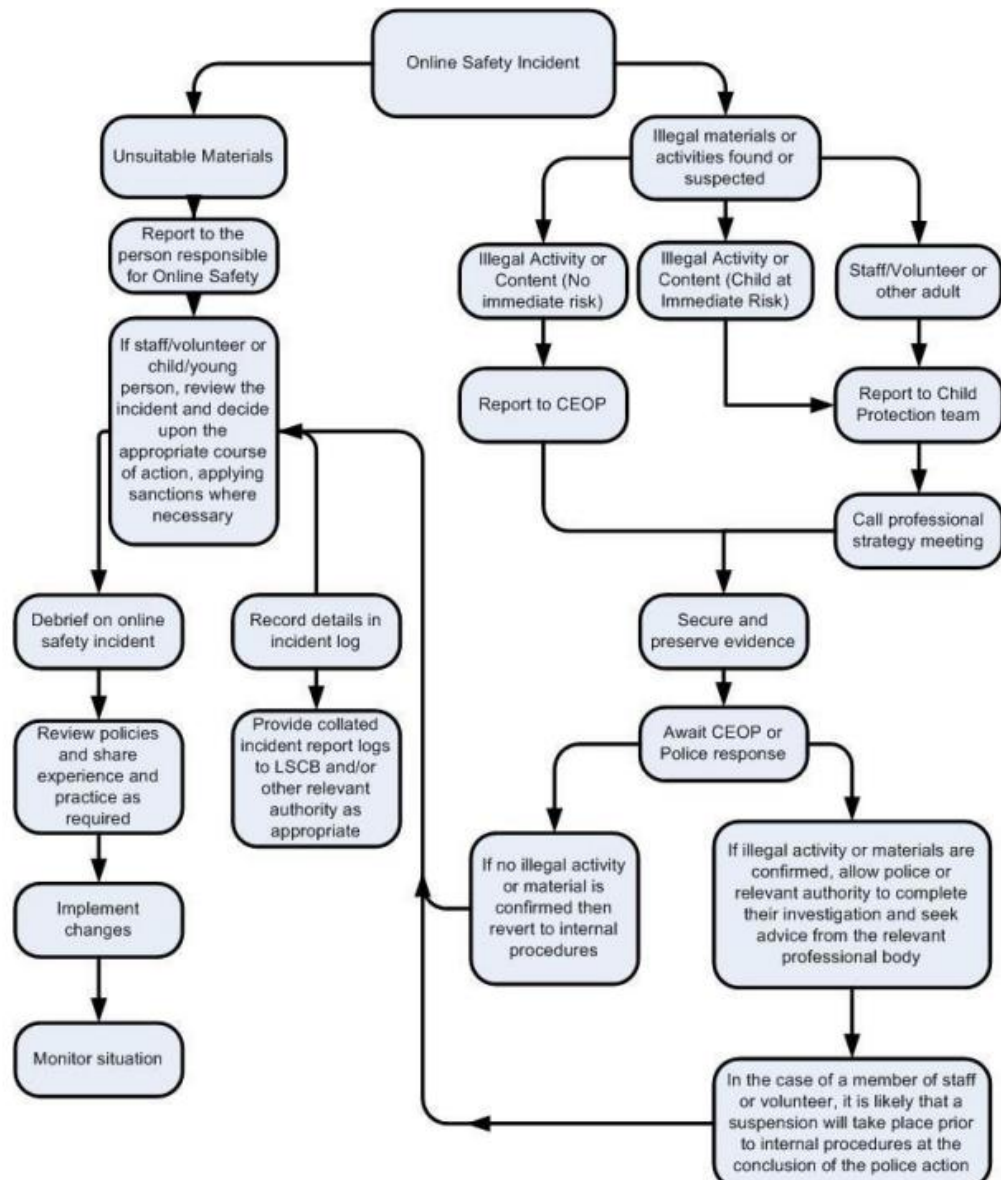 Online Safety Incident
Unsuitable Materials
Illegal materials or
activities found or
suspected
Report to the
person responsible
for Online Safety
Illegal Activity or
Content (No
immediate risk)
Illegal Activity or
Content (Child at
Immediate Risk)
Staff/Volunteer or
other adult
If staff/volunteer or
child/young
person, review the
incident and decide
upon the
appropriate course
of action, applying
sanctions where
necessary
Report to CEOP
Report to Child
Protection team
Call professional
strategy meeting
Debrief on online
safety incident
Record details in
incident log
Secure and
preserve evidence
Review policies
and share
experience and
practice as
required
Provide collated
incident report logs
to LSCB and/or
other relevant
authority as
appropriate
Await CEOP or
Police response
If no illegal activity
or material is
confirmed then
revert to internal
procedures
If illegal activity or materials are
confirmed, allow police or
relevant authority to complete
their investigation and seek
advice from the relevant
professional body
Implement
changes
Monitor situation
In the case of a member of staff
or volunteer, it is likely that a
suspension will take place prior
to internal procedures at the
conclusion of the police action